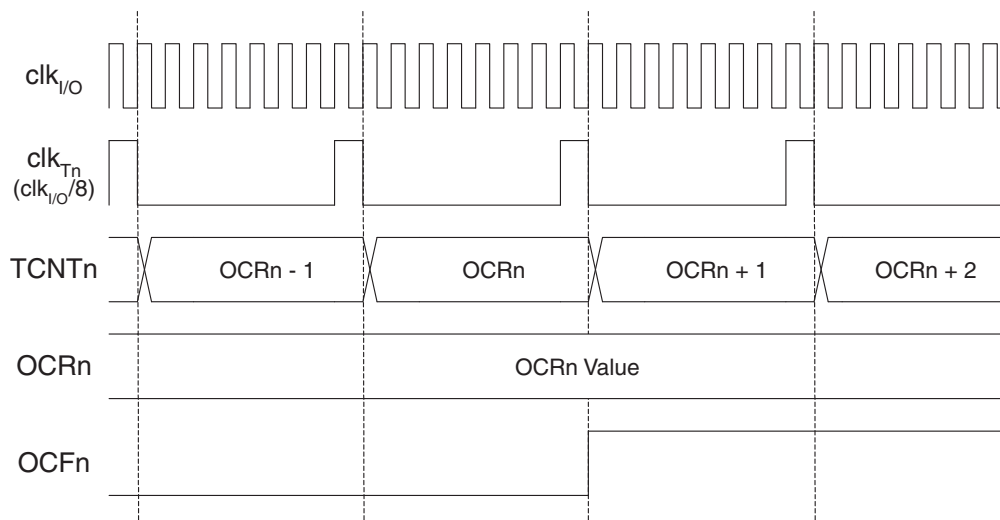 clkI/O
clkTn
(clkI/O/8)
TCNTn
OCRn - 1
OCRn
OCRn + 1
OCRn + 2
OCRn
OCRn Value
OCFn